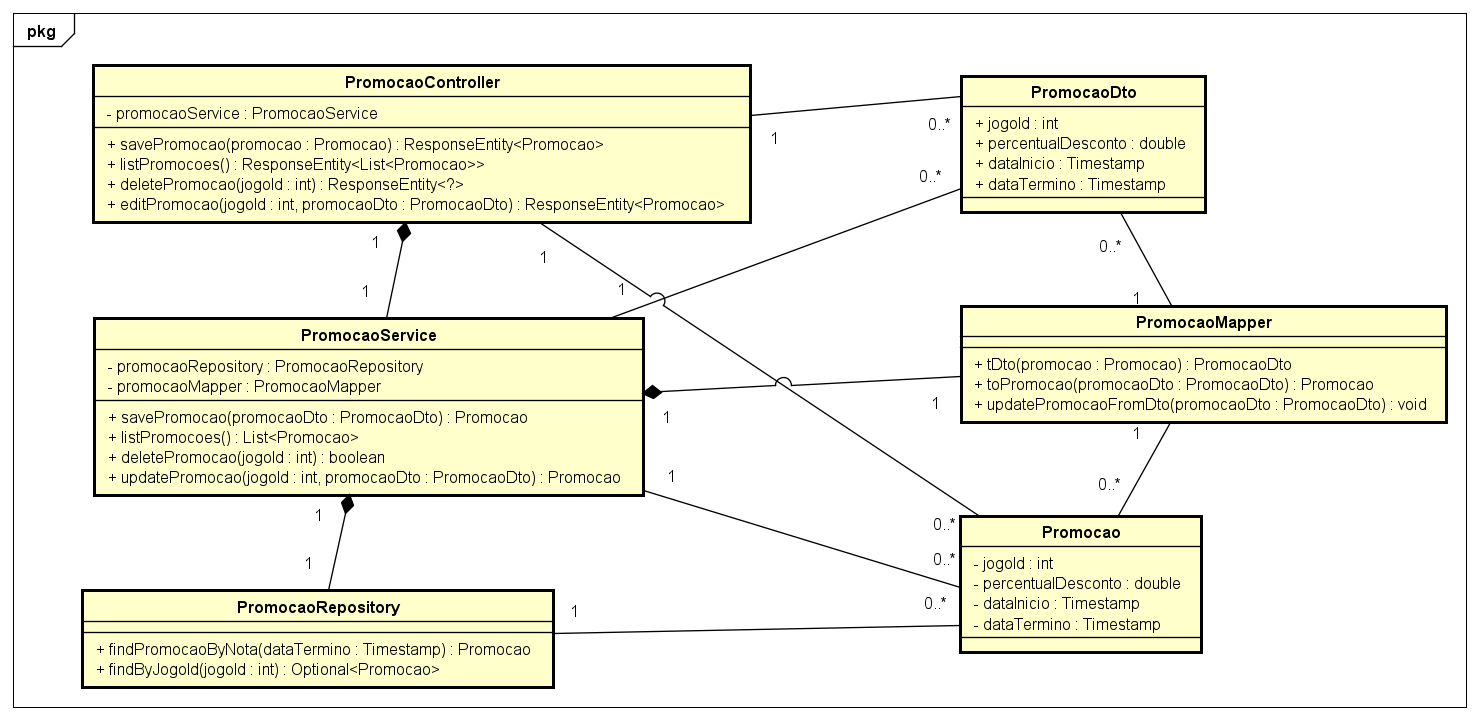 pkg
PromocaoController
- promocaoService : PromocaoService
+ savePromocao(promocao : Promocao) : ResponseEntity<Promocao>
+ listPromocoes() : ResponseEntity<List<Promocao>>
+ deletePromocao(jogoId : int) : ResponseEntity<?>
+ editPromocao(jogoId : int, promocaoDto : PromocaoDto) : ResponseEntity<Promocao>
1
0..*
PromocaoDto
+ jogoId : int
+ percentualDesconto : double
+ dataInicio : Timestamp
+ dataTermino : Timestamp
0..*
1
1
1
1
0..*
1
PromocaoService
- promocaoRepository : PromocaoRepository
- promocaoMapper : PromocaoMapper
+ savePromocao(promocaoDto : PromocaoDto) : Promocao
+ listPromocoes() : List<Promocao>
+ deletePromocao(jogoId : int) : boolean
+ updatePromocao(jogoId : int, promocaoDto : PromocaoDto) : Promocao
1
1
PromocaoMapper
+ tDto(promocao : Promocao) : PromocaoDto
+ toPromocao(promocaoDto : PromocaoDto) : Promocao
+ updatePromocaoFromDto(promocaoDto : PromocaoDto) : void
1
0..*
1
1
1
0..*
0..*
Promocao
- jogoId : int
- percentualDesconto : double
- dataInicio : Timestamp
- dataTermino : Timestamp
PromocaoRepository
+ findPromocaoByNota(dataTermino : Timestamp) : Promocao
+ findByJogoId(jogoId : int) : Optional<Promocao>
1
0..*